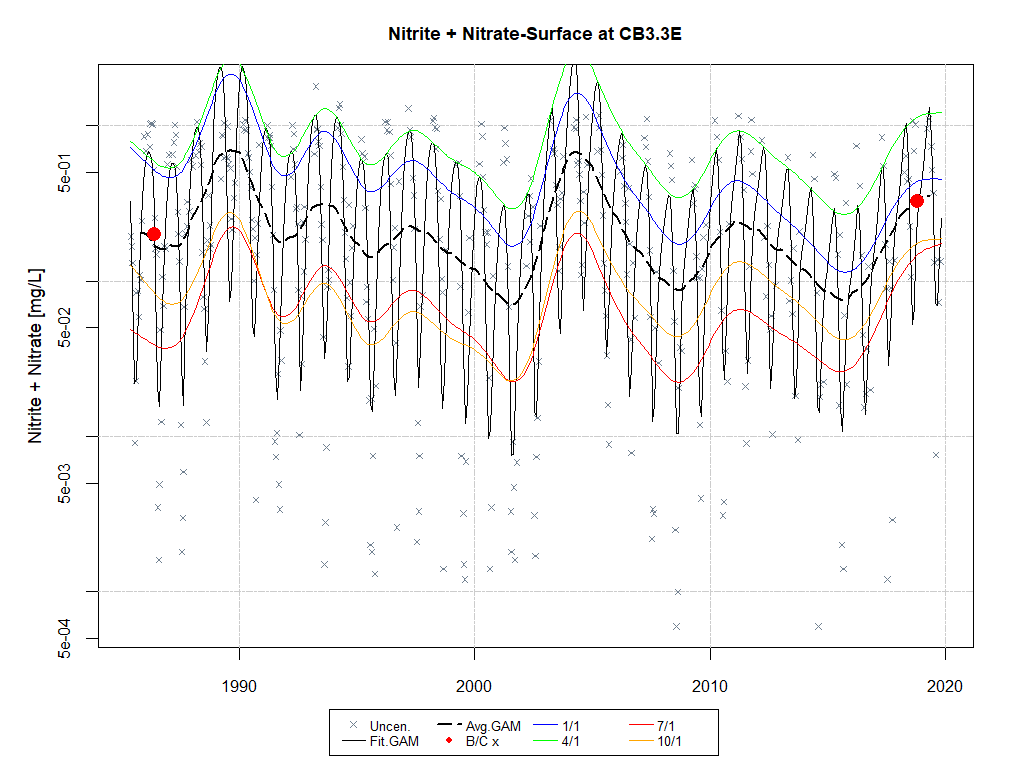 Nitrite + Nitrate-Surface at CB3.3E
Nitrite + Nitrate [mg/L]
5e-01
5e-02
5e-03
5e-04
1990
2000
2010
2020
Uncen. Avg.GAM 1/1 7/1
Fit.GAM B/C x 4/1 10/1